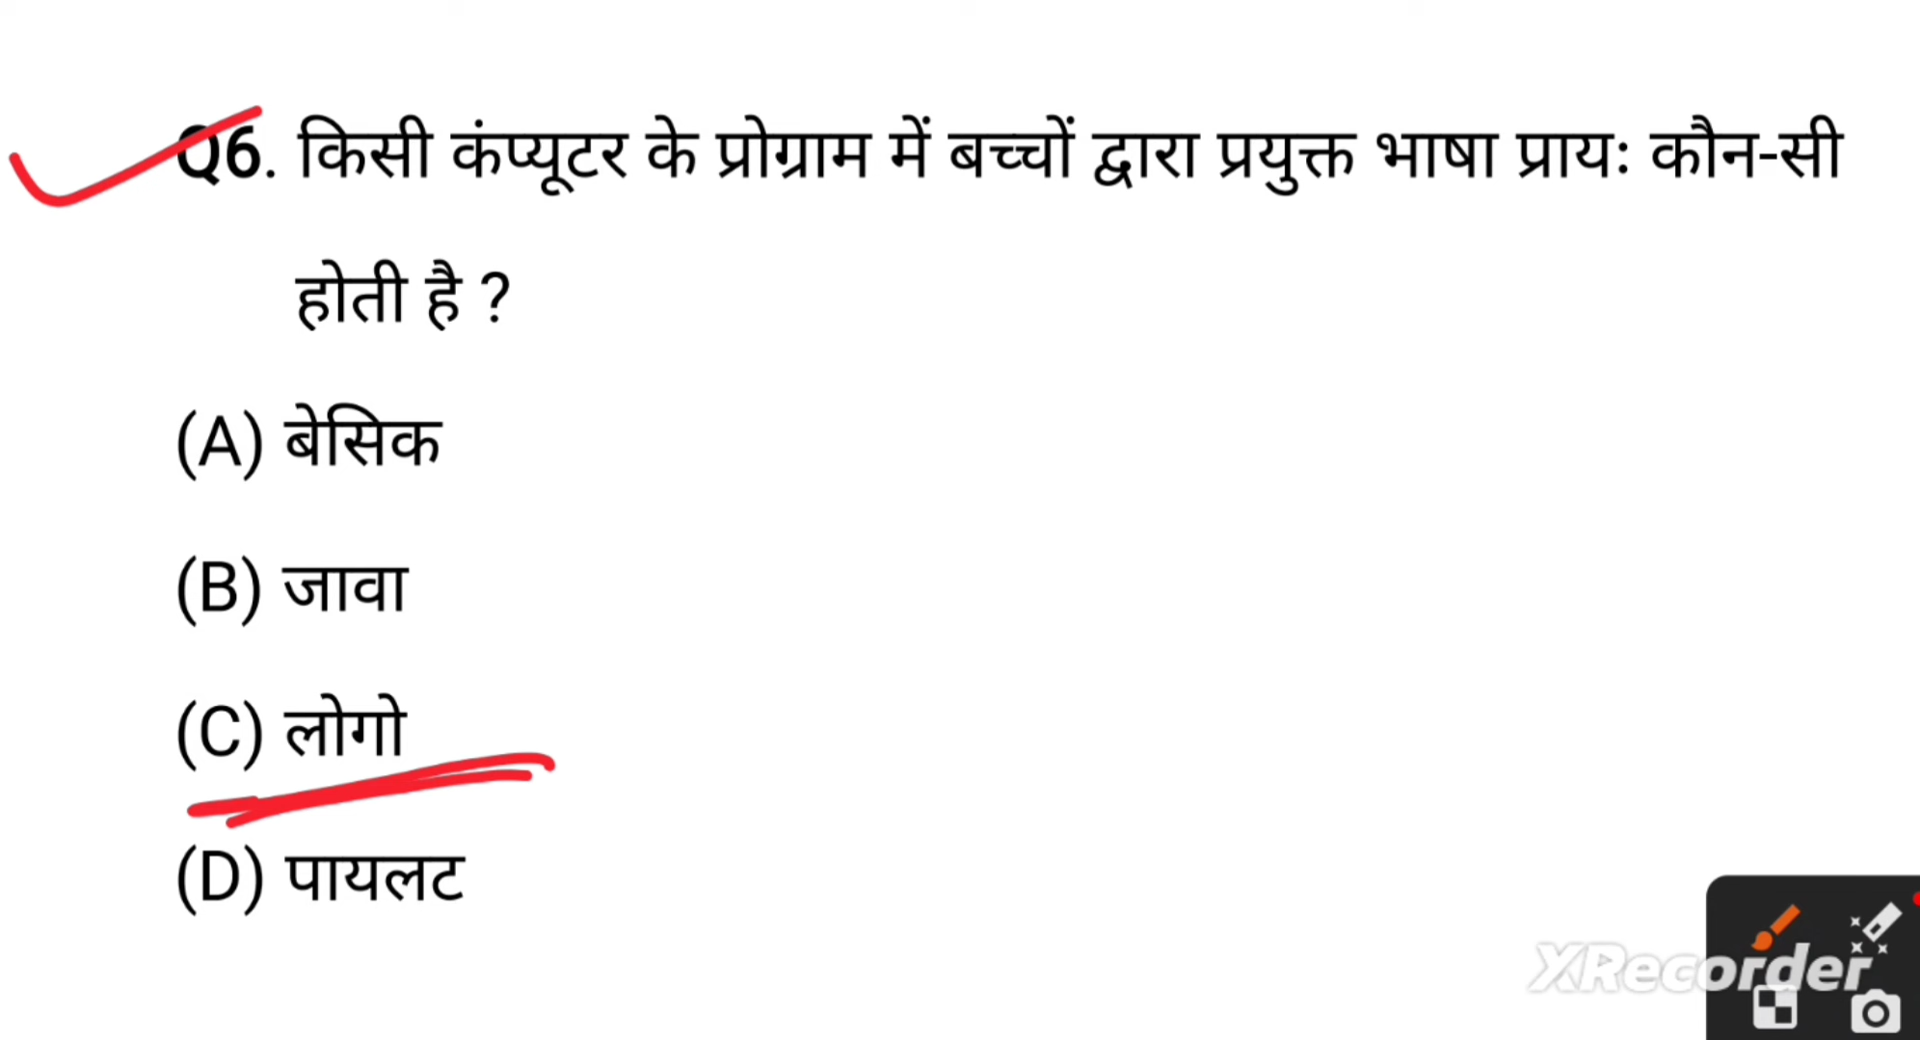 Q6. किसी कंप्यूटर के प्रोग्राम में बच्चों द्वारा प्रयुक्त भाषा प्रायः कौन-सी
होती है ?
(A) बेसिक
(B) जावा
(C) लोगो
(D) पायलट
XRecorder